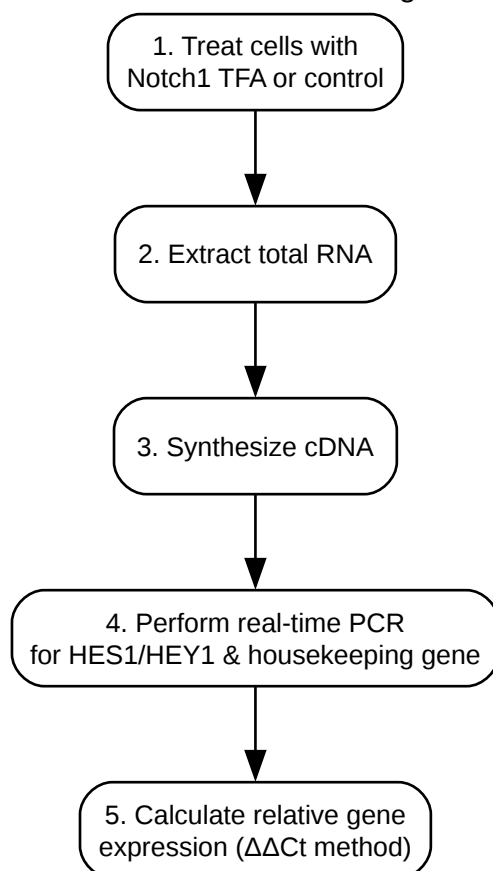 1. Treat cells with
Notch1 TFA or control
2. Extract total RNA
3. Synthesize cDNA
4. Perform real-time PCR
for HES1/HEY1 & housekeeping gene
5. Calculate relative gene
expression (ΔΔCt method)